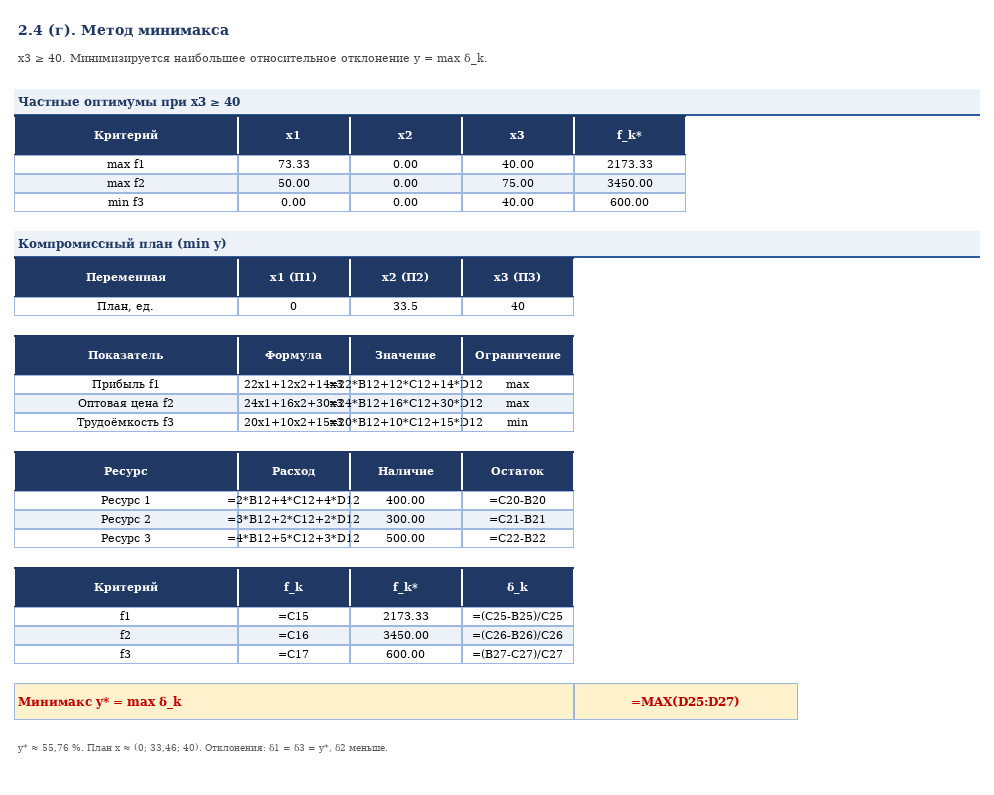 2.4 (г). Метод минимакса
x3 ≥ 40. Минимизируется наибольшее относительное отклонение y = max δ_k.
Частные оптимумы при x3 ≥ 40
Критерий x1 x2 x3 f_k*
max f1 73.33 0.00 40.00 2173.33
max f2 50.00 0.00 75.00 3450.00
min f3 0.00 0.00 40.00 600.00
Компромиссный план (min y)
Переменная x1 (П1) x2 (П2) x3 (П3)
План, ед. 0 33.5 40
Показатель Формула Значение Ограничение
Прибыль f1 22x1+12x2+14x3 =22*B12+12*C12+14*D12 max
Оптовая цена f2 24x1+16x2+30x3 =24*B12+16*C12+30*D12 max
Трудоёмкость f3 20x1+10x2+15x3 =20*B12+10*C12+15*D12 min
Ресурс Расход Наличие Остаток
Ресурс 1 =2*B12+4*C12+4*D12 400.00 =C20-B20
Ресурс 2 =3*B12+2*C12+2*D12 300.00 =C21-B21
Ресурс 3 =4*B12+5*C12+3*D12 500.00 =C22-B22
Критерий f_k f_k* δ_k
f1 =C15 2173.33 =(C25-B25)/C25
f2 =C16 3450.00 =(C26-B26)/C26
f3 =C17 600.00 =(B27-C27)/C27
Минимакс y* = max δ_k =MAX(D25:D27)
y* ≈ 55,76 %. План x ≈ (0; 33,46; 40). Отклонения: δ1 = δ3 = y*, δ2 меньше.